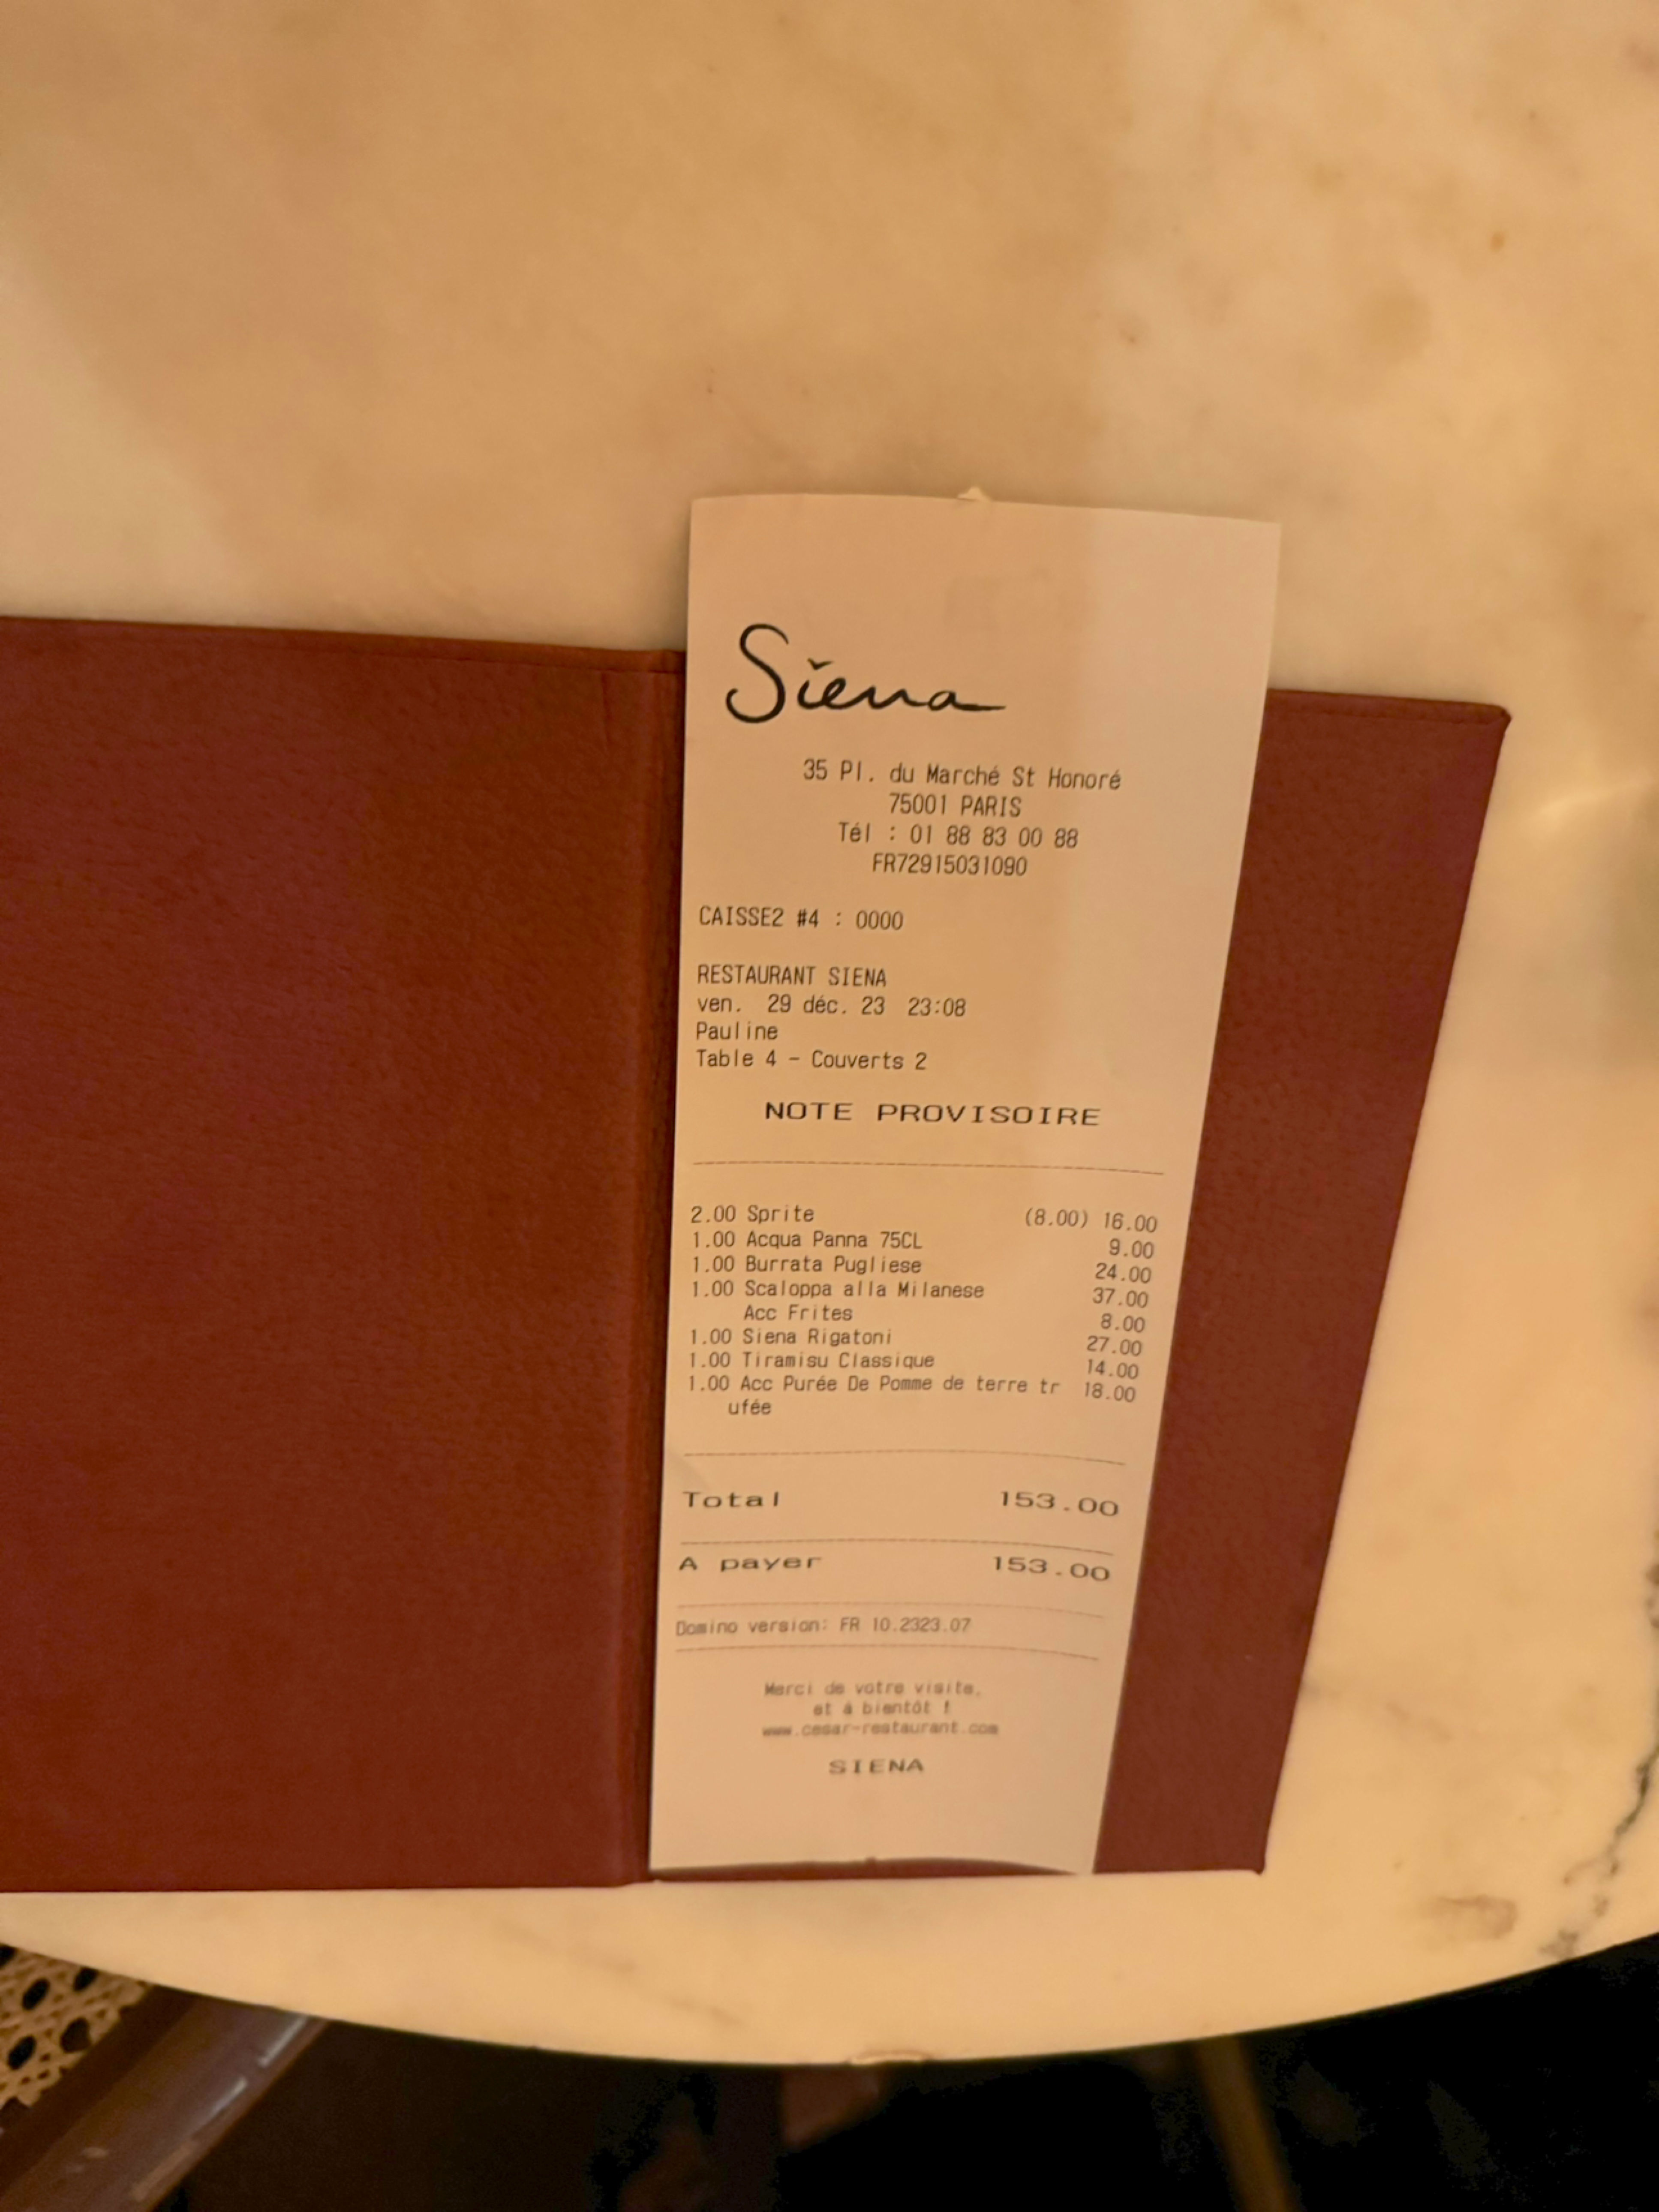 Siena
35 Pl. du Marché St Honoré
75001 PARIS
Tél : 01 88 83 00 88
FR72915031090
CAISSE2 #4 : 0000
RESTAURANT SIENA
ven. 29 déc. 23 23:08
Pauline
Table 4 - Couverts 2
NOTE PROVISOIRE
2.00 Sprite (8.00) 16.00
1.00 Acqua Panna 75CL 9.00
1.00 Burrata Pugliese 24.00
1.00 Scaloppa alla Milanese 37.00
Acc Frites 8.00
1.00 Siena Rigatoni 27.00
1.00 Tiramisu Classique 14.00
1.00 Acc Purée De Pomme de terre tr 18.00
ufée
Total 153.00
A payer 153.00
Domino version: FR 10.2323.07
Merci de votre visite,
et à bientôt !
www.cesar-restaurant.com
SIENA